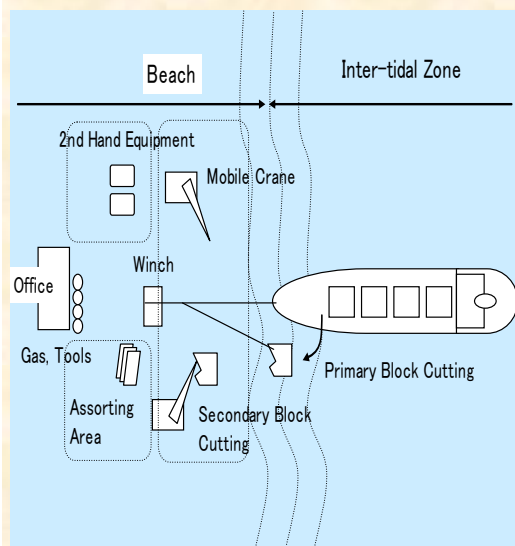 Beach
Inter-tidal Zone
2nd Hand Equipment
Mobile Crane
Winch
Office
Gas, Tools
Primary Block Cutting
Assorting
Area
Secondary Block
Cutting